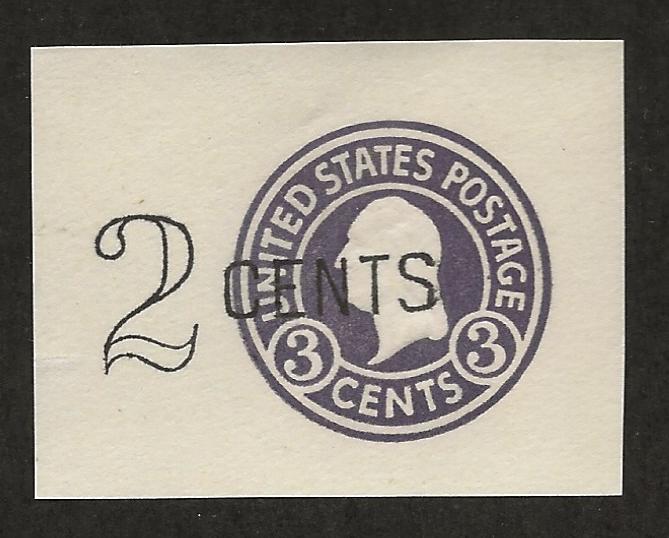 UNITED STATES POSTAGE
2 CENTS
3 3
CENTS